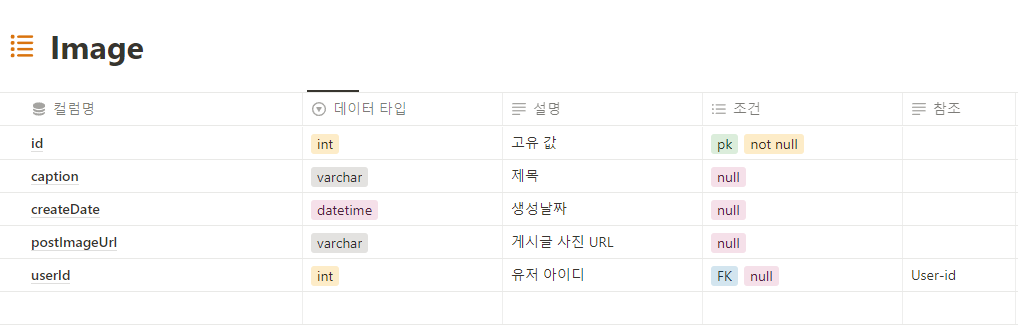 Image
컬럼명 데이터 타입 설명 조건 참조
id int 고유 값 pk not null
caption varchar 제목 null
createDate datetime 생성날짜 null
postImageUrl varchar 게시글 사진 URL null
userId int 유저 아이디 FK null User-id